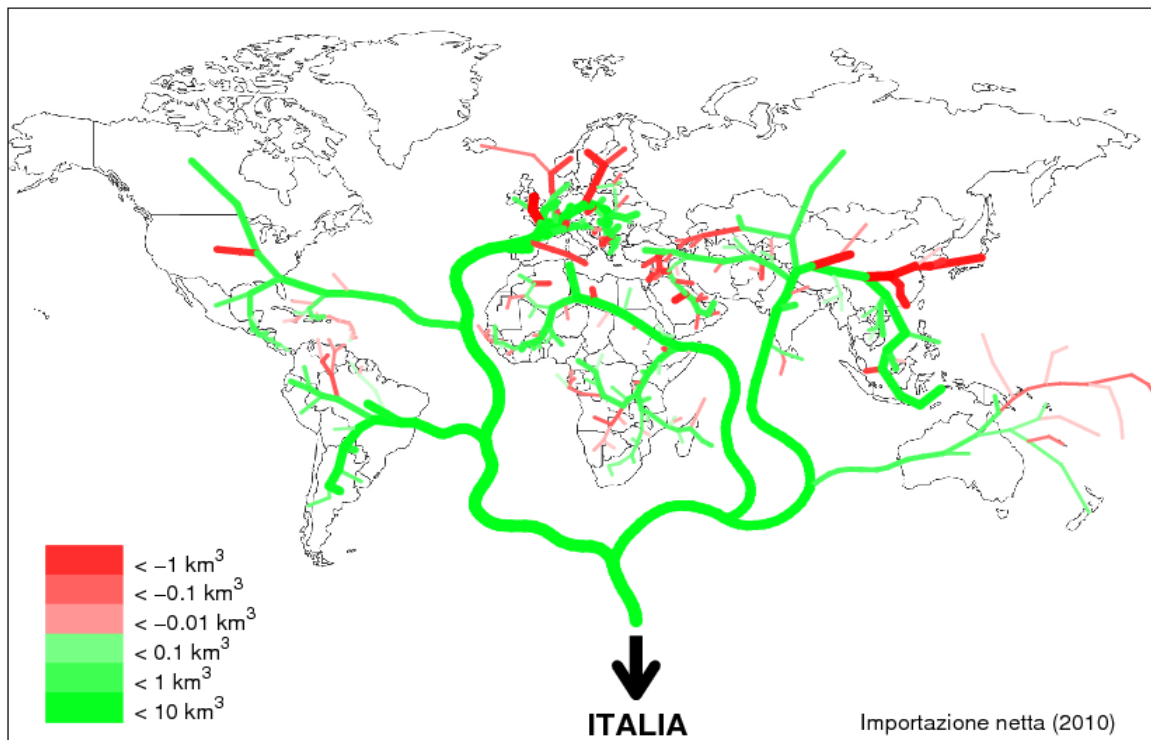 < −1 km³
< −0.1 km³
< −0.01 km³
< 0.1 km³
< 1 km³
< 10 km³
ITALIA
Importazione netta (2010)